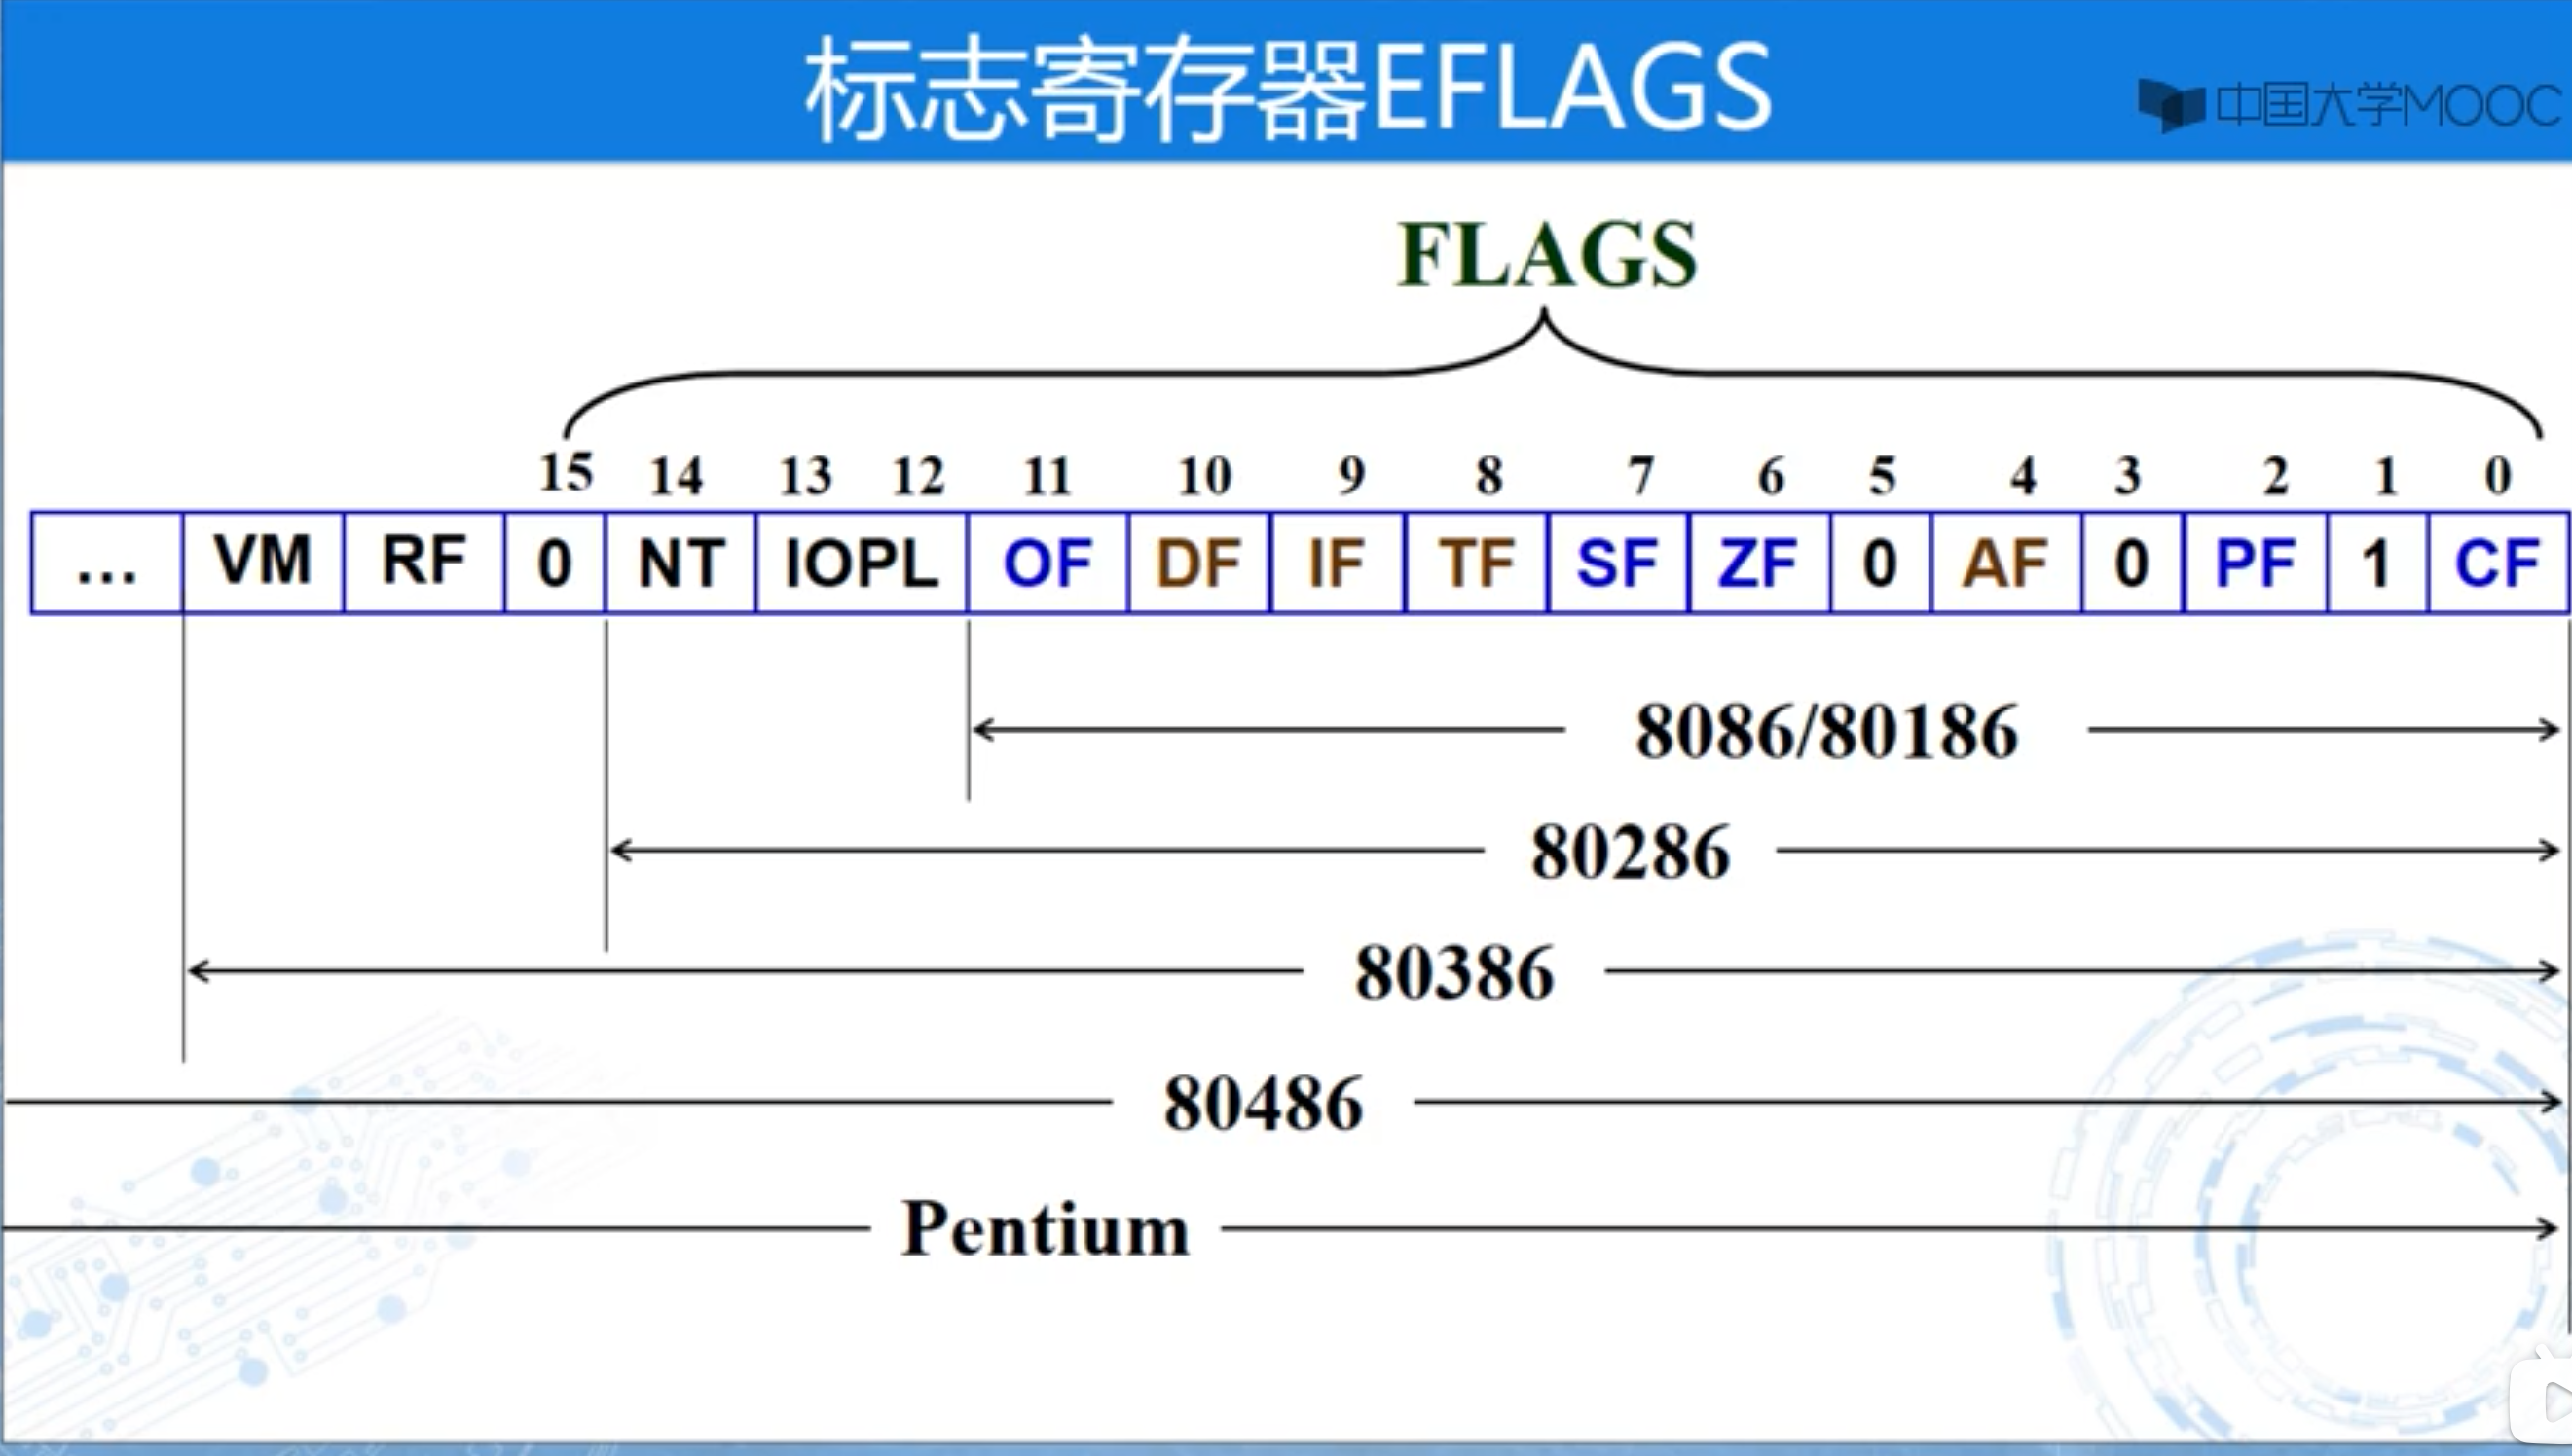 标志寄存器EFLAGS
中国大学MOOC
FLAGS
15 14 13 12 11 10 9 8 7 6 5 4 3 2 1 0
... VM RF 0 NT IOPL OF DF IF TF SF ZF 0 AF 0 PF 1 CF
8086/80186
80286
80386
80486
Pentium